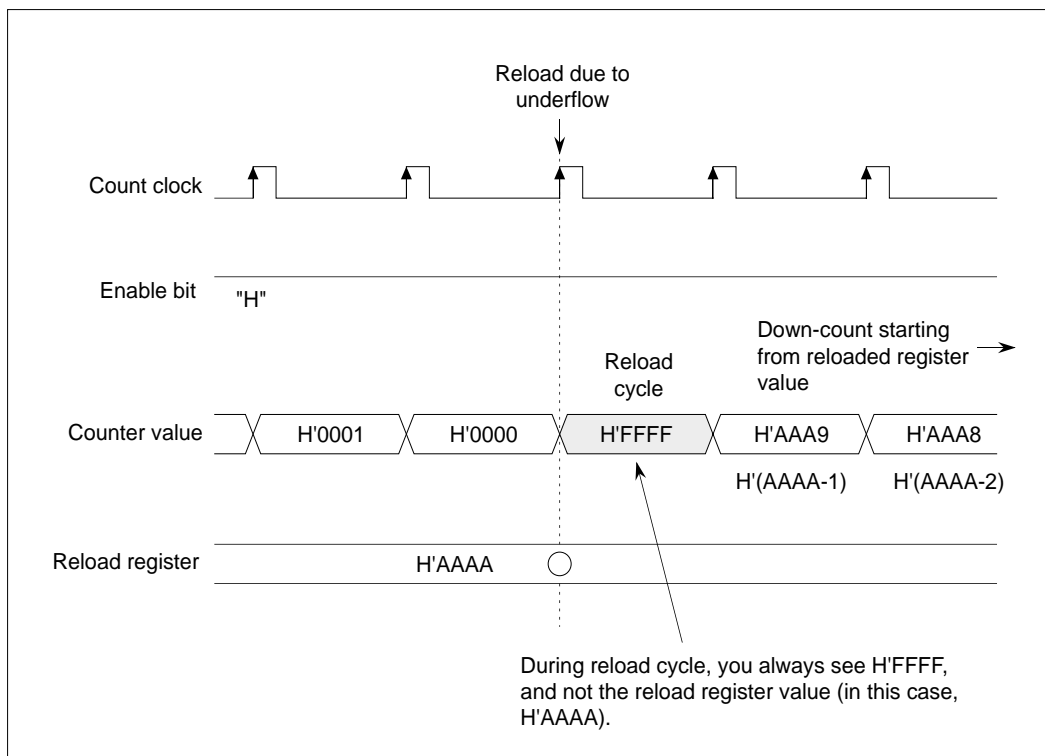 Reload due to
underflow
Count clock
Enable bit
"H"
Down-count starting
from reloaded register
value
Reload
cycle
Counter value
H'0001
H'0000
H'FFFF
H'AAA9
H'AAA8
H'(AAAA-1)
H'(AAAA-2)
Reload register
H'AAAA
During reload cycle, you always see H'FFFF,
and not the reload register value (in this case,
H'AAAA).